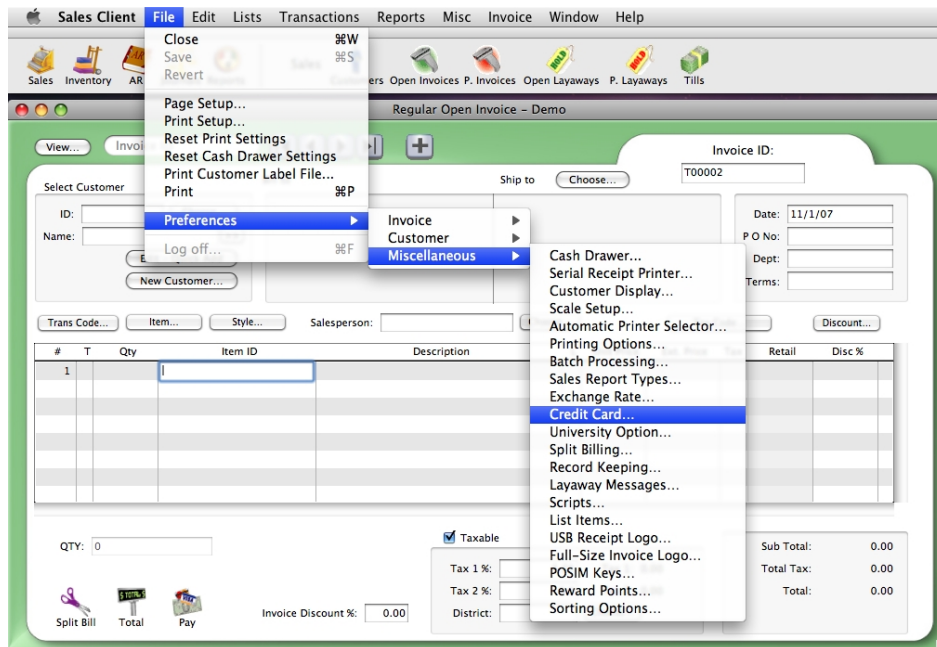 Sales Client File Edit Lists Transactions Reports Misc Invoice Window Help
Close ⌘W
Save ⌘S
Revert
Page Setup...
Print Setup...
Reset Print Settings
Reset Cash Drawer Settings
Print Customer Label File...
Print ⌘P
Preferences
Log off... ⌘F
Invoice
Customer
Miscellaneous
Cash Drawer...
Serial Receipt Printer...
Customer Display...
Scale Setup...
Automatic Printer Selector...
Printing Options...
Batch Processing...
Sales Report Types...
Exchange Rate...
Credit Card...
University Option...
Split Billing...
Record Keeping...
Layaway Messages...
Scripts...
List Items...
USB Receipt Logo...
Full-Size Invoice Logo...
POSIM Keys...
Reward Points...
Sorting Options...
Sales Inventory AR Reports Sales ers Open Invoices P. Invoices Open Layaways P. Layaways Tills
HOLD HOLD
Regular Open Invoice - Demo
View... Invoi
Invoice ID:
T00002
Select Customer Ship to Choose...
ID:
Name:
New Customer...
Date: 11/1/07
P O No:
Dept:
Terms:
Trans Code... Item... Style... Salesperson: Discount...
# T Qty Item ID Description Retail Disc %
1
QTY: 0
Taxable
Tax 1 %:
Tax 2 %:
District:
Sub Total: 0.00
Total Tax: 0.00
Total: 0.00
$ TOTAL $
Split Bill Total Pay
Invoice Discount %: 0.00